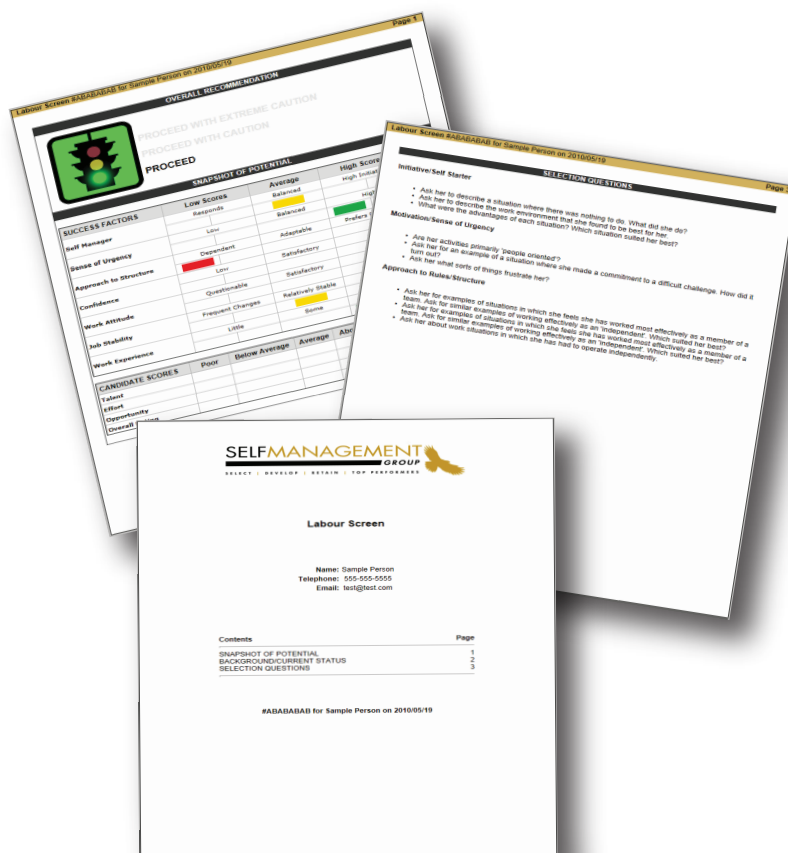 Labour Screen #ABABABAB for Sample Person on 2010/05/19 Page 1
OVERALL RECOMMENDATION
PROCEED WITH EXTREME CAUTION
PROCEED WITH CAUTION
PROCEED
SNAPSHOT OF POTENTIAL
SUCCESS FACTORS Low Scores Average High Score
Self Manager Responds Balanced High Initiat
Sense of Urgency Low Balanced High
Approach to Structure Dependent Adaptable Prefers
Confidence Low Satisfactory
Work Attitude Questionable Satisfactory
Job Stability Frequent Changes Relatively Stable
Work Experience Little Some
CANDIDATE SCORES Poor Below Average Average
Talent
Effort
Opportunity
Overall
Labour Screen #ABABABAB for Sample Person on 2010/05/19 Page
SELECTION QUESTIONS
Initiative/Self Starter
• Ask her to describe a situation where there was nothing to do. What did she do?
• Ask her to describe the work environment that she found to be best for her.
• What were the advantages of each situation? Which situation suited her best?
Motivation/Sense of Urgency
• Are her activities primarily 'people oriented'?
• Ask her for an example of a situation where she made a commitment to a difficult challenge. How did it
turn out?
• Ask her what sorts of things frustrate her?
Approach to Rules/Structure
• Ask her for examples of situations in which she feels she has worked most effectively as a member of a
team. Ask for similar examples of working effectively as an 'independent'. Which suited her best?
• Ask her for examples of situations in which she feels she has worked most effectively as a member of a
team. Ask for similar examples of working effectively as an 'independent'. Which suited her best?
• Ask her about work situations in which she has had to operate independently.
SELFMANAGEMENT
GROUP
SELECT | DEVELOP | RETAIN | TOP PERFORMERS
Labour Screen
Name: Sample Person
Telephone: 555-555-5555
Email: test@test.com
Contents Page
SNAPSHOT OF POTENTIAL 1
BACKGROUND/CURRENT STATUS 2
SELECTION QUESTIONS 3
#ABABABAB for Sample Person on 2010/05/19